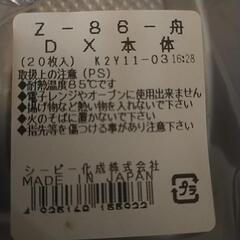 Z-86-舟
DX本体
(20枚入) K2Y11-03 16:28
取扱上の注意 (PS)
◆耐熱温度85℃です
◆電子レンジやオーブンに使用出来ません
◆揚げ物など熱い物を入れないで下さい
◆火のそばに置かないで下さい
◆指先等を傷つける事があり注意下さい
シーピー化成株式会社
MADE IN JAPAN
プラ